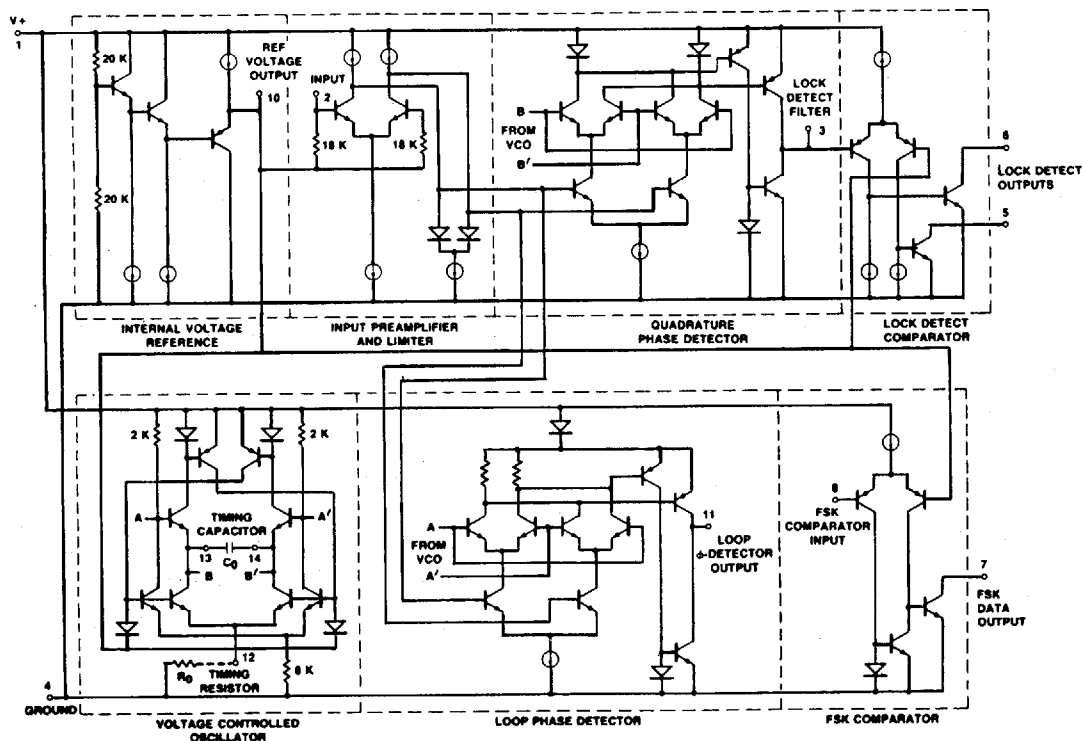 V+
1
20 K
20 K
REF
VOLTAGE
OUTPUT
10
INPUT
2
18 K
18 K
B
FROM
VCO
B'
LOCK
DETECT
FILTER
3
6
LOCK DETECT
OUTPUTS
5
INTERNAL VOLTAGE
REFERENCE
INPUT PREAMPLIFIER
AND LIMITER
QUADRATURE
PHASE DETECTOR
LOCK DETECT
COMPARATOR
2 K
2 K
A
TIMING
CAPACITOR
A'
13
C0
14
B
B'
12
R0
TIMING
RESISTOR
8 K
4
GROUND
A
FROM
VCO
A'
11
LOOP
ϕ-DETECTOR
OUTPUT
8
FSK
COMPARATOR
INPUT
7
FSK
DATA
OUTPUT
VOLTAGE CONTROLLED
OSCILLATOR
LOOP PHASE DETECTOR
FSK COMPARATOR